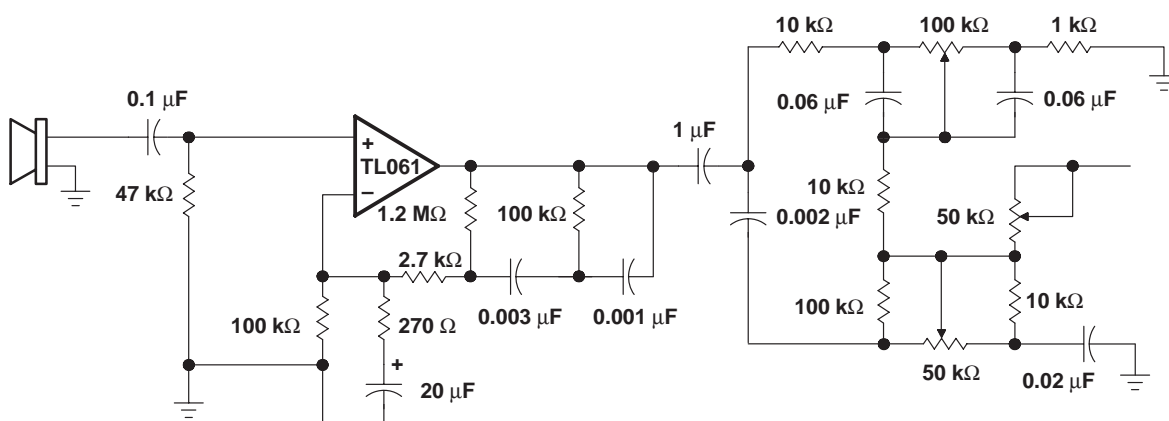 10 kΩ
100 kΩ
1 kΩ
0.1 μF
0.06 μF
0.06 μF
1 μF
+
TL061
−
47 kΩ
1.2 MΩ
100 kΩ
10 kΩ
0.002 μF
50 kΩ
2.7 kΩ
100 kΩ
270 Ω
0.003 μF
0.001 μF
100 kΩ
10 kΩ
+
20 μF
50 kΩ
0.02 μF